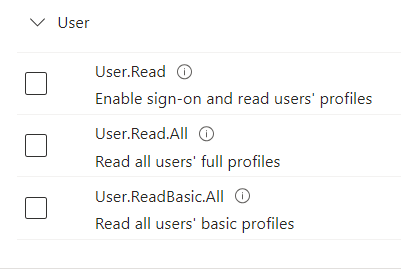 User
User.Read
Enable sign-on and read users' profiles
User.Read.All
Read all users' full profiles
User.ReadBasic.All
Read all users' basic profiles